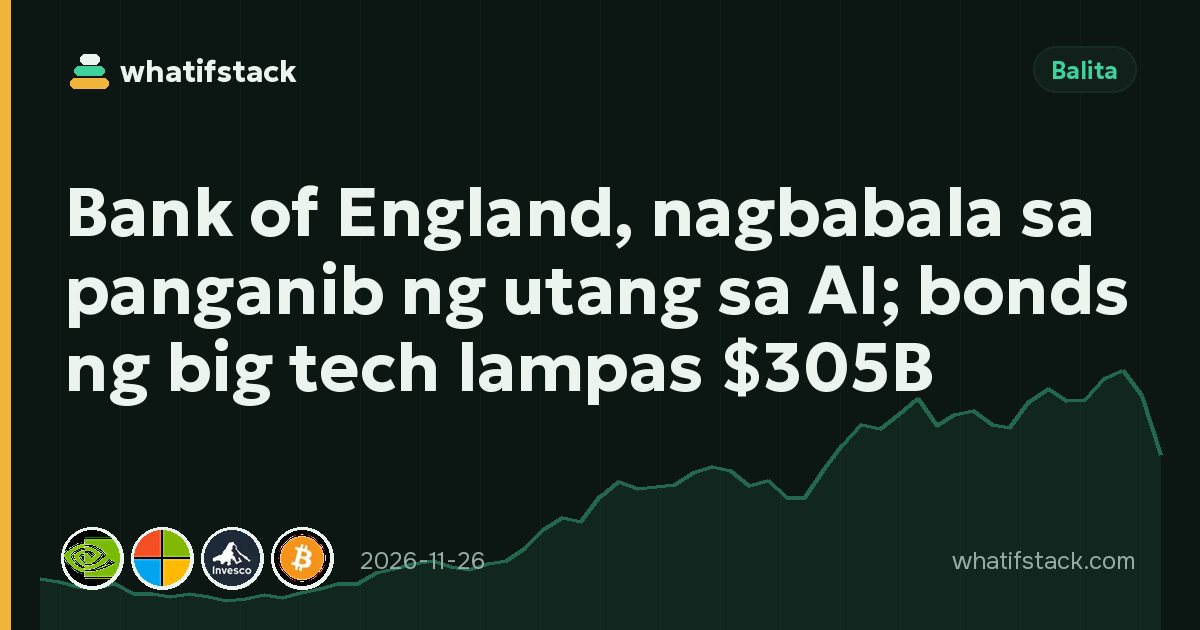 whatifstack
Balita
Bank of England, nagbabala sa
panganib ng utang sa AI; bonds
ng big tech lampas $305B
Invesco
2026-11-26
whatifstack.com